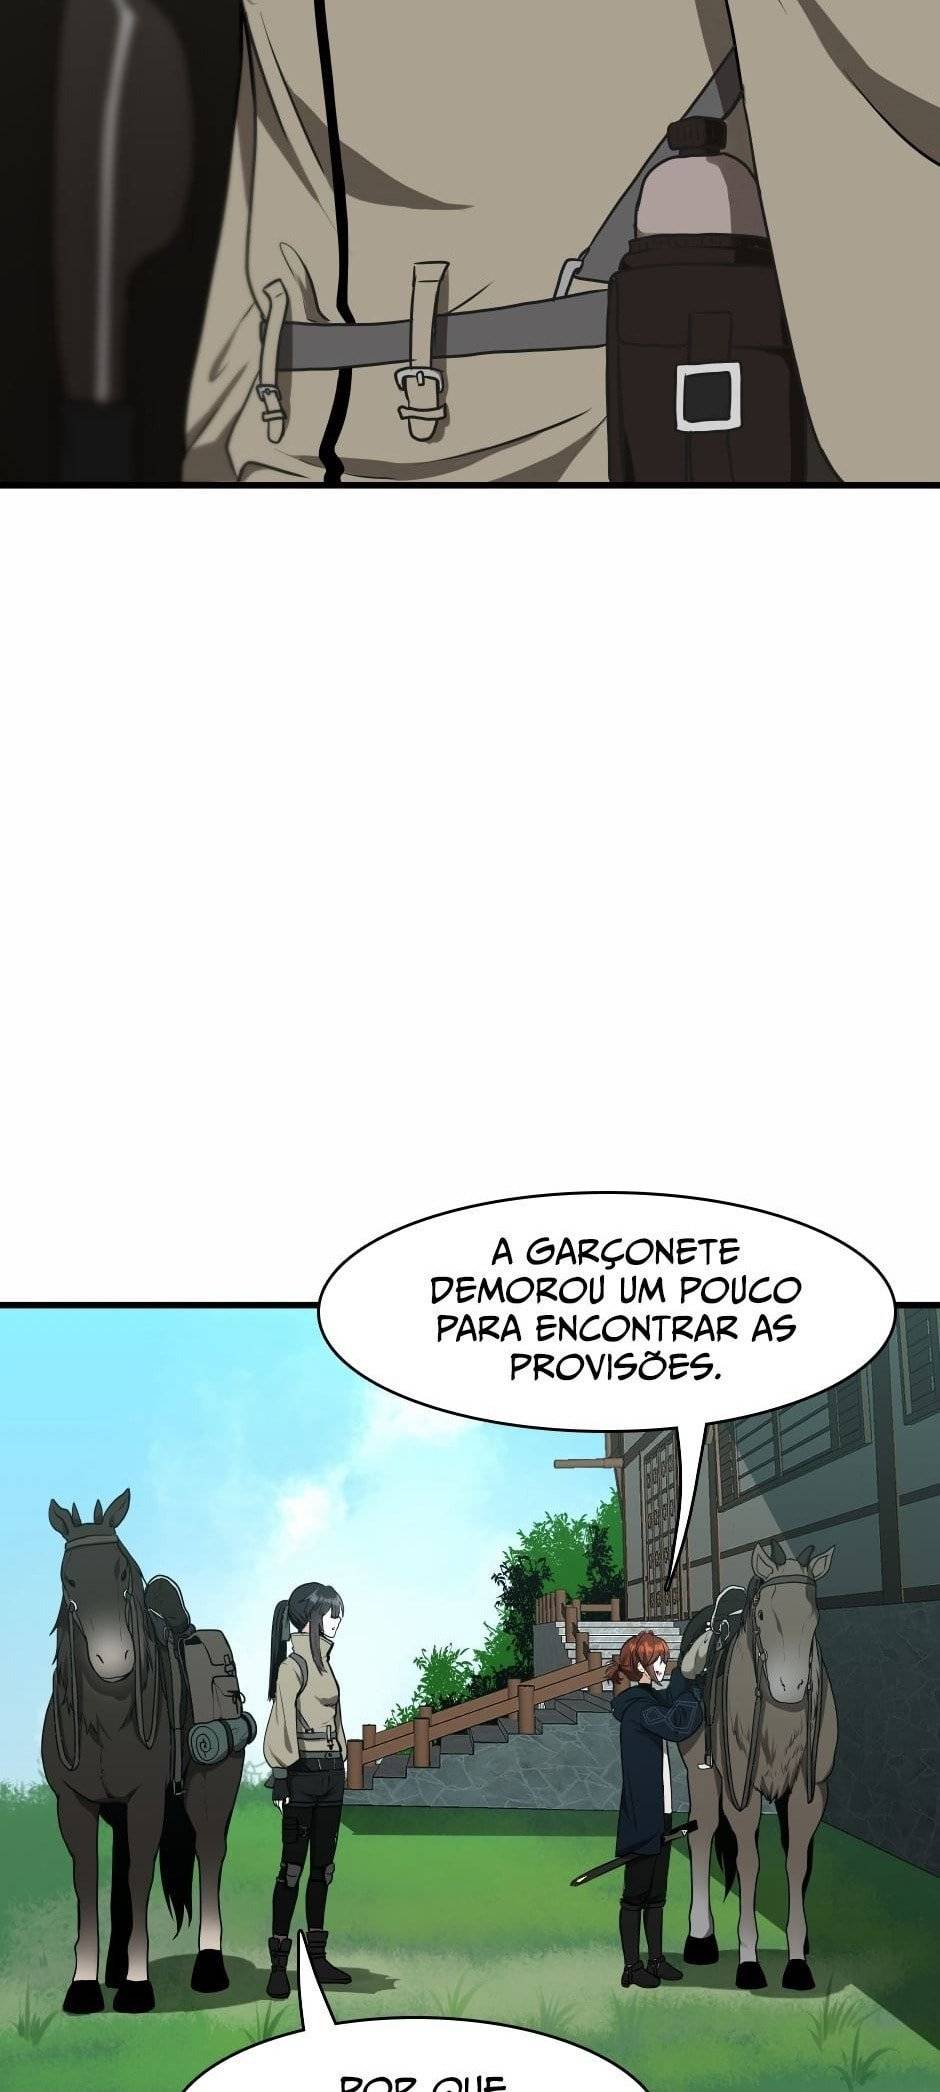 A GARÇONETE
DEMOROU UM POUCO
PARA ENCONTRAR AS
PROVISÕES.
POR QUE